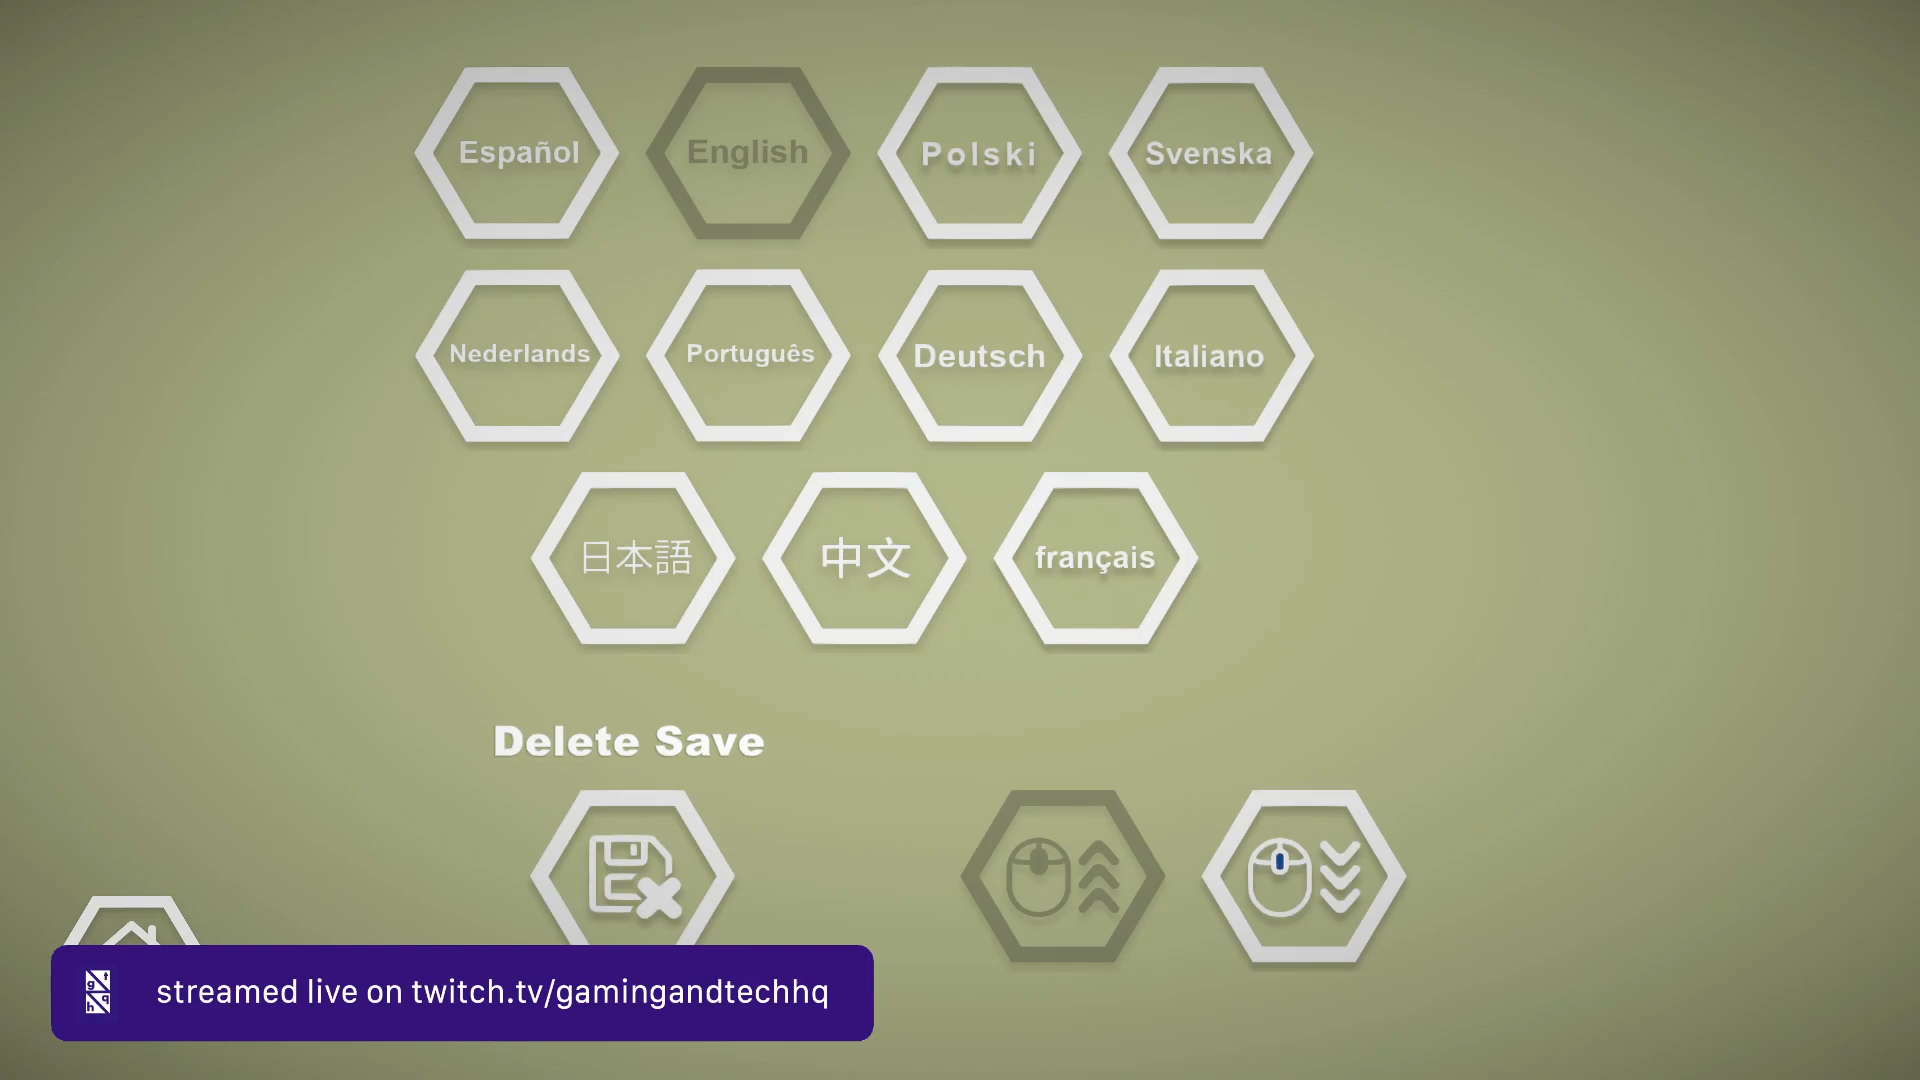 Español
English
Polski
Svenska
Nederlands
Português
Deutsch
Italiano
日本語
中文
français
Delete Save
g t
h q
streamed live on twitch.tv/gamingandtechhq